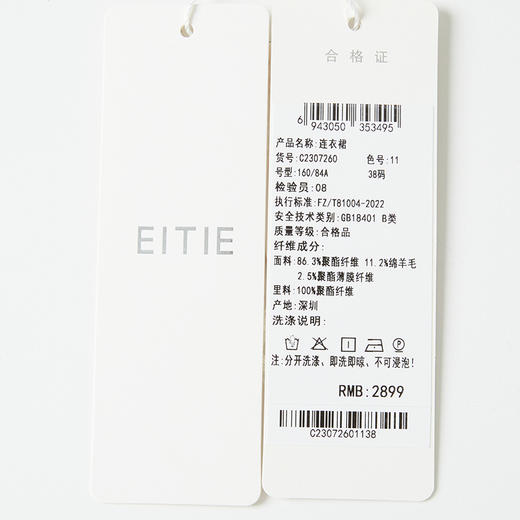 EITIE
合格证
6 943050 353495
产品名称:连衣裙
货号:C2307260 色号:11
号型:160/84A 38码
检验员:08
执行标准:FZ/T81004-2022
安全技术类别:GB18401 B类
质量等级:合格品
纤维成分:
面料:86.3%聚酯纤维 11.2%绵羊毛
2.5%聚酯薄膜纤维
里料:100%聚酯纤维
产地:深圳
洗涤说明:
注:分开洗涤、即洗即晾、不可浸泡!
RMB:2899
C23072601138